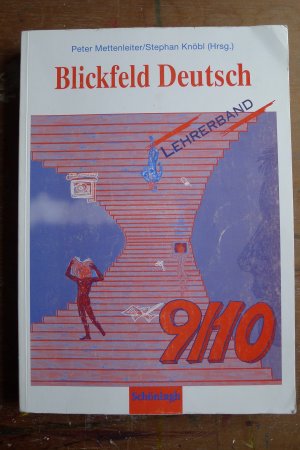 Peter Mettenleiter/Stephan Knöbl (Hrsg.)
Blickfeld Deutsch
LEHRERBAND
9/10
Schöningh